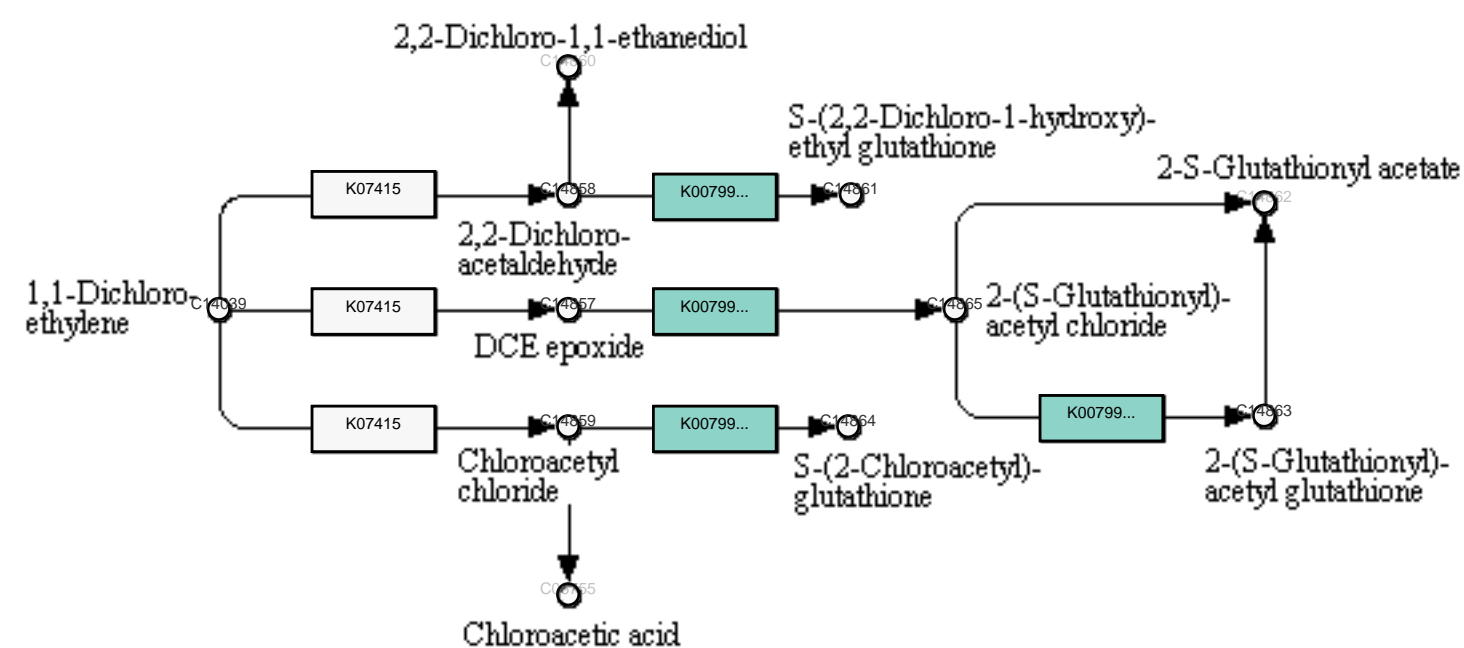 2,2-Dichloro-1,1-ethanediol
C14860
S-(2,2-Dichloro-1-hydroxy)-
ethyl glutathione
2-S-Glutathionyl acetate
K07415
C14858
K00799...
C14861
C14862
2,2-Dichloro-
acetaldehyde
1,1-Dichloro-
ethylene
C14039
K07415
C14857
K00799...
C14865
2-(S-Glutathionyl)-
acetyl chloride
DCE epoxide
K07415
C14859
K00799...
C14864
K00799...
C14863
Chloroacetyl
chloride
S-(2-Chloroacetyl)-
glutathione
2-(S-Glutathionyl)-
acetyl glutathione
Chloroacetic acid